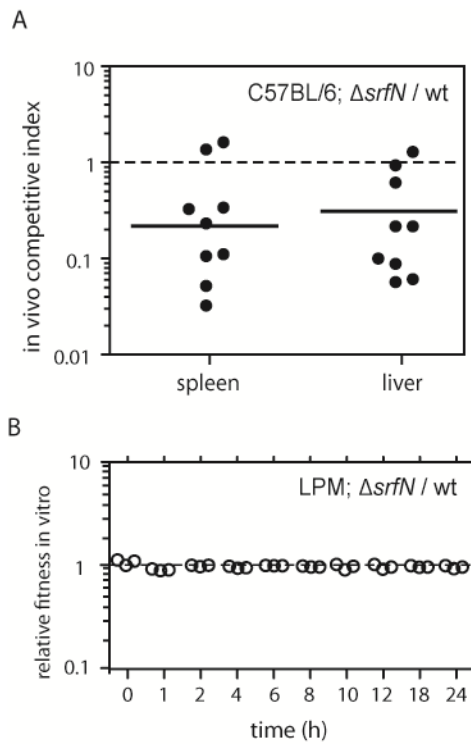 A
in vivo competitive index
10
1
0.1
0.01
C57BL/6; ΔsrfN / wt
spleen liver
B
relative fitness in vitro
10
1
0.1
LPM; ΔsrfN / wt
0 1 2 4 6 8 10 12 18 24
time (h)